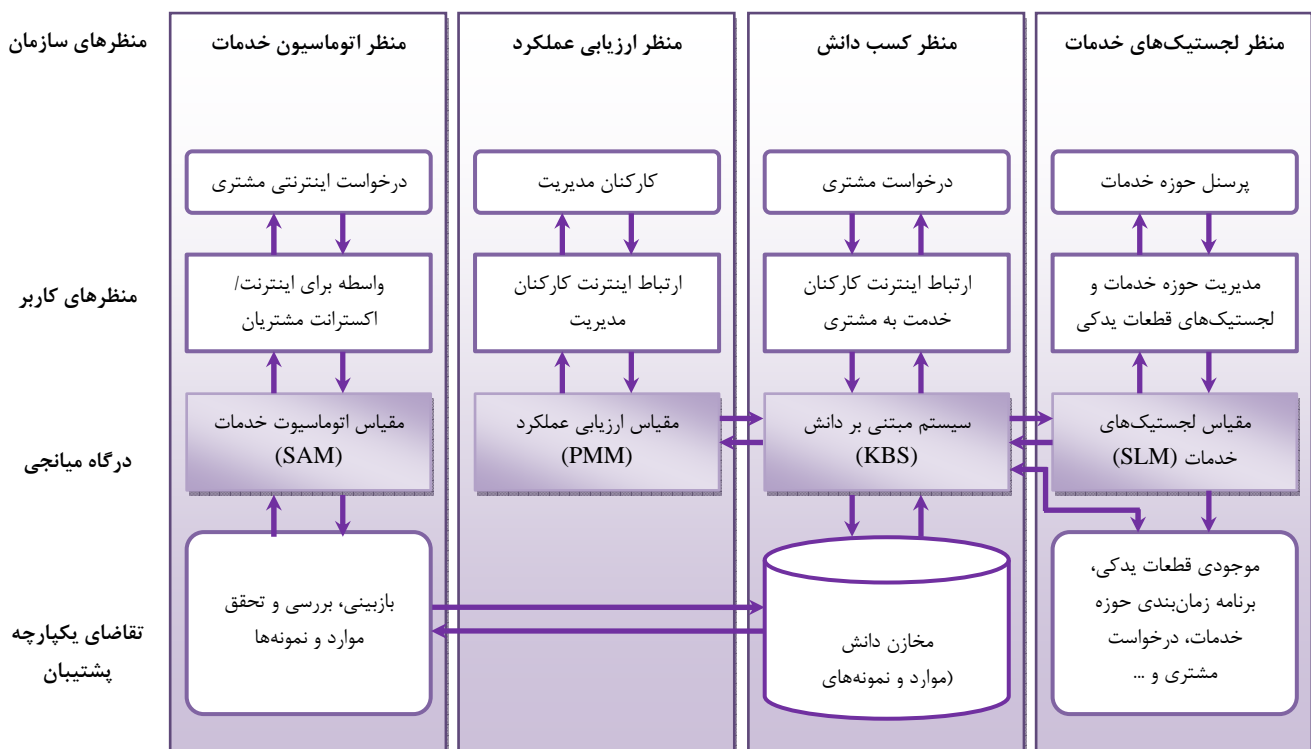 منظرهای سازمان
منظر لجستیک‌های خدمات
منظر کسب دانش
منظر ارزیابی عملکرد
منظر اتوماسیون خدمات
پرسنل حوزه خدمات
درخواست مشتری
کارکنان مدیریت
درخواست اینترنتی مشتری
منظرهای کاربر
مدیریت حوزه خدمات و
لجستیک‌های قطعات یدکی
ارتباط اینترنت کارکنان
خدمت به مشتری
ارتباط اینترنت کارکنان
مدیریت
واسطه برای اینترنت/
اکسترانت مشتریان
درگاه میانجی
مقیاس لجستیک‌های
خدمات (SLM)
سیستم مبتنی بر دانش
(KBS)
مقیاس ارزیابی عملکرد
(PMM)
مقیاس اتوماسیوت خدمات
(SAM)
تقاضای یکپارچه
پشتیبان
موجودی قطعات یدکی،
برنامه زمان‌بندی حوزه
خدمات، درخواست
مشتری و ...
مخازن دانش
(موارد و نمونه‌های
بازبینی، بررسی و تحقق
موارد و نمونه‌ها